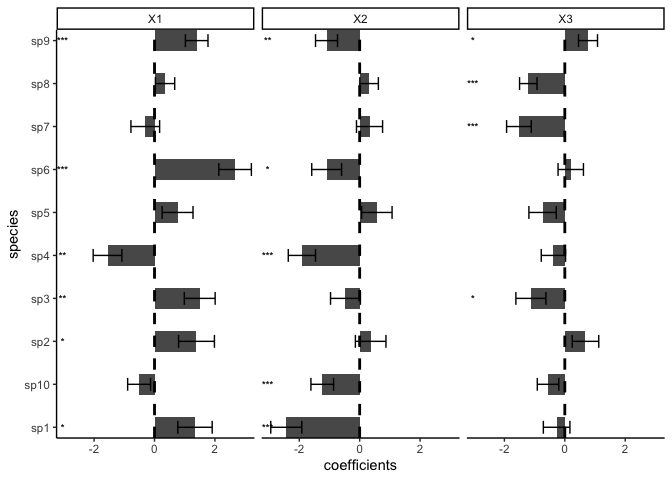 X1 X2 X3
sp9 *** ** *
sp8 ***
sp7 ***
sp6 *** *
sp5
sp4 ** ***
sp3 ** *
sp2 *
sp10 ***
sp1 * ***
species
-2 0 2 -2 0 2 -2 0 2
coefficients